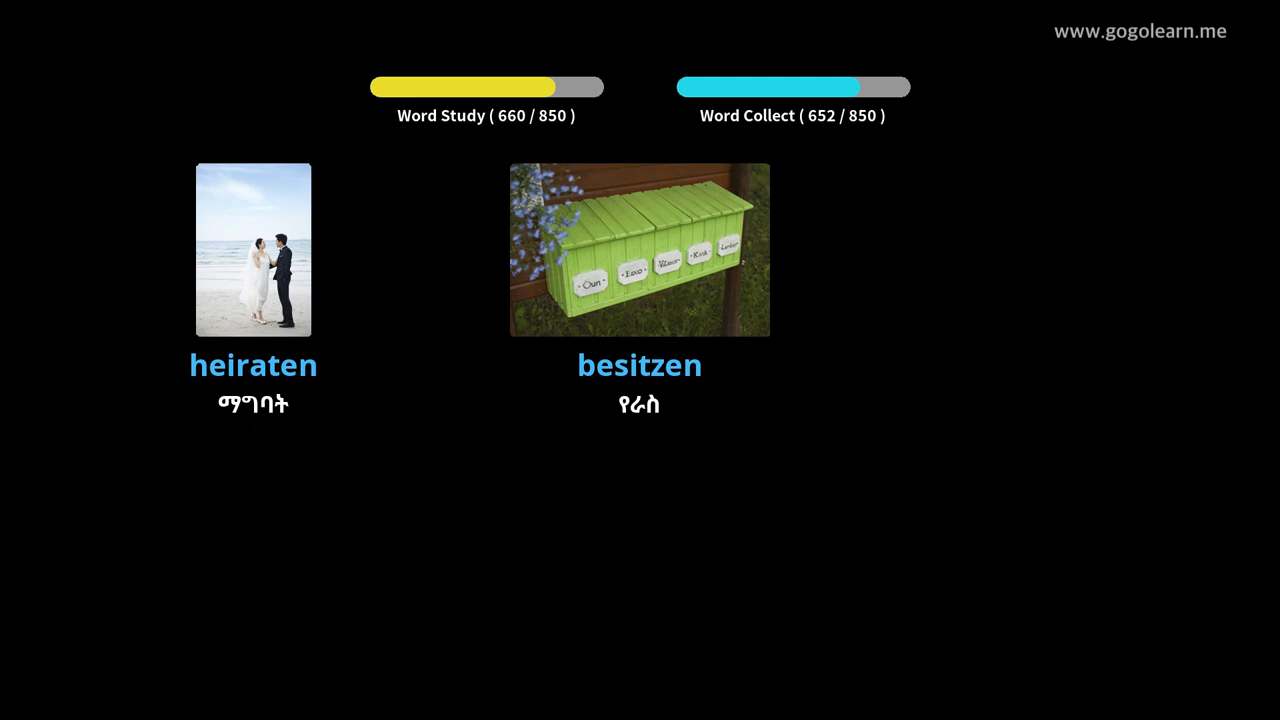 www.gogolearn.me
Word Study ( 660 / 850 )
Word Collect ( 652 / 850 )
heiraten
ማግባት
besitzen
የራስ